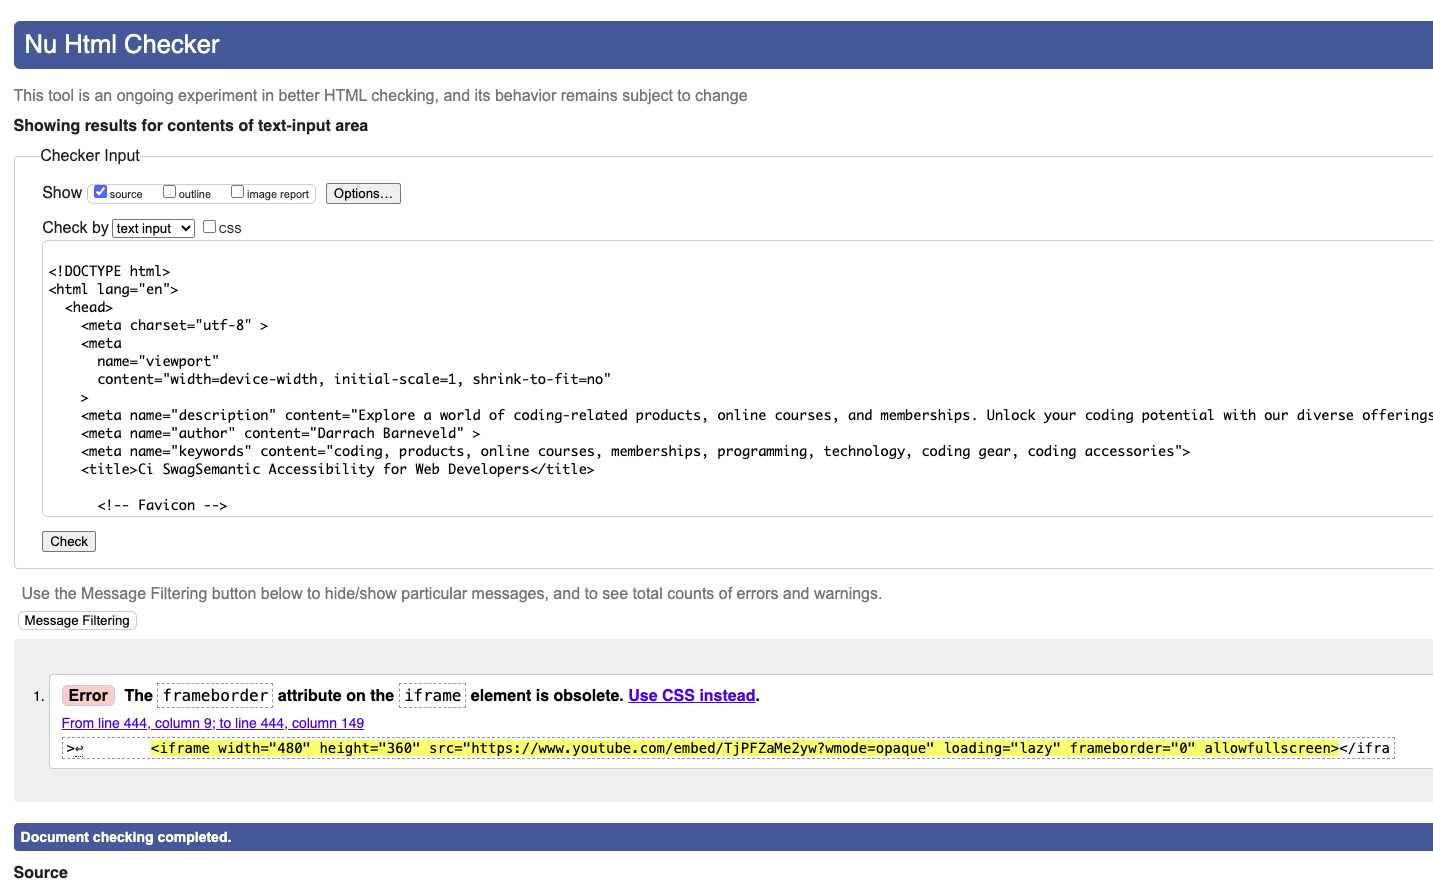 Nu Html Checker
This tool is an ongoing experiment in better HTML checking, and its behavior remains subject to change
Showing results for contents of text-input area
Checker Input
Show source outline image report Options...
Check by text input css
<!DOCTYPE html>
<html lang="en">
<head>
<meta charset="utf-8" >
<meta
name="viewport"
content="width=device-width, initial-scale=1, shrink-to-fit=no"
>
<meta name="description" content="Explore a world of coding-related products, online courses, and memberships. Unlock your coding potential with our diverse offerings
<meta name="author" content="Darrach Barneveld" >
<meta name="keywords" content="coding, products, online courses, memberships, programming, technology, coding gear, coding accessories">
<title>Ci SwagSemantic Accessibility for Web Developers</title>
<!-- Favicon -->
Check
Use the Message Filtering button below to hide/show particular messages, and to see total counts of errors and warnings.
Message Filtering
1. Error The frameborder attribute on the iframe element is obsolete. Use CSS instead.
From line 444, column 9; to line 444, column 149
>↩ <iframe width="480" height="360" src="https://www.youtube.com/embed/TjPFZaMe2yw?wmode=opaque" loading="lazy" frameborder="0" allowfullscreen></ifra
Document checking completed.
Source